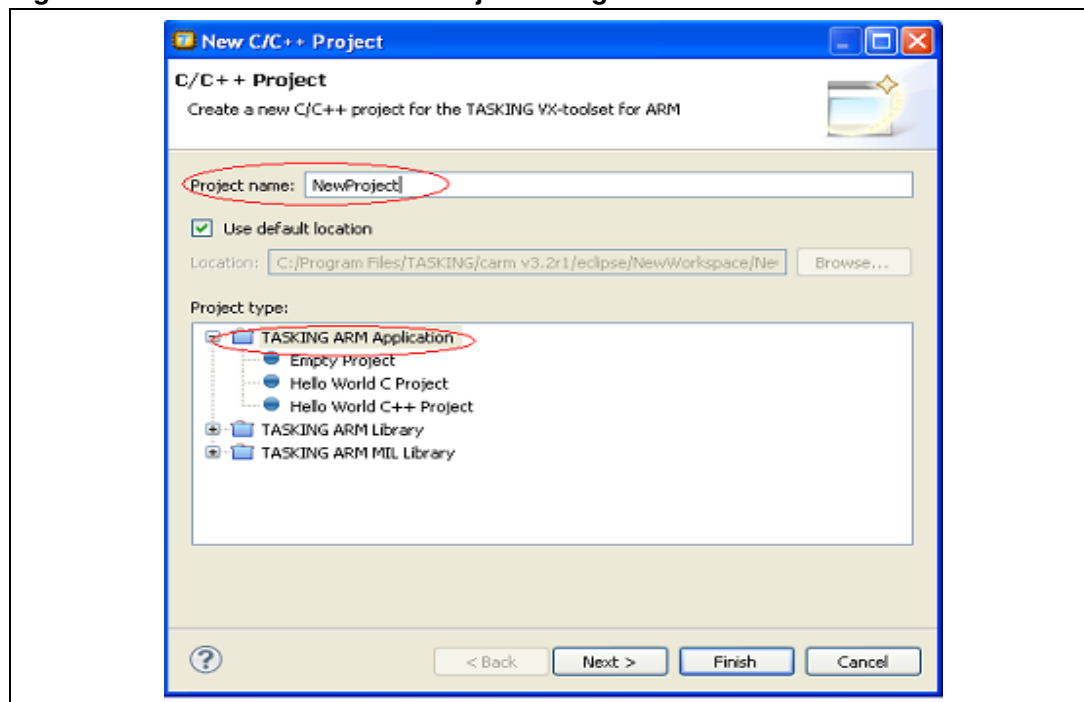 New C/C++ Project
C/C++ Project
Create a new C/C++ project for the TASKING VX-toolset for ARM
Project name: NewProject
Use default location
Location: C:/Program Files/TASKING/carm v3.2r1/eclipse/NewWorkspace/Ne Browse...
Project type:
TASKING ARM Application
Empty Project
Hello World C Project
Hello World C++ Project
TASKING ARM Library
TASKING ARM MIL Library
? < Back Next > Finish Cancel